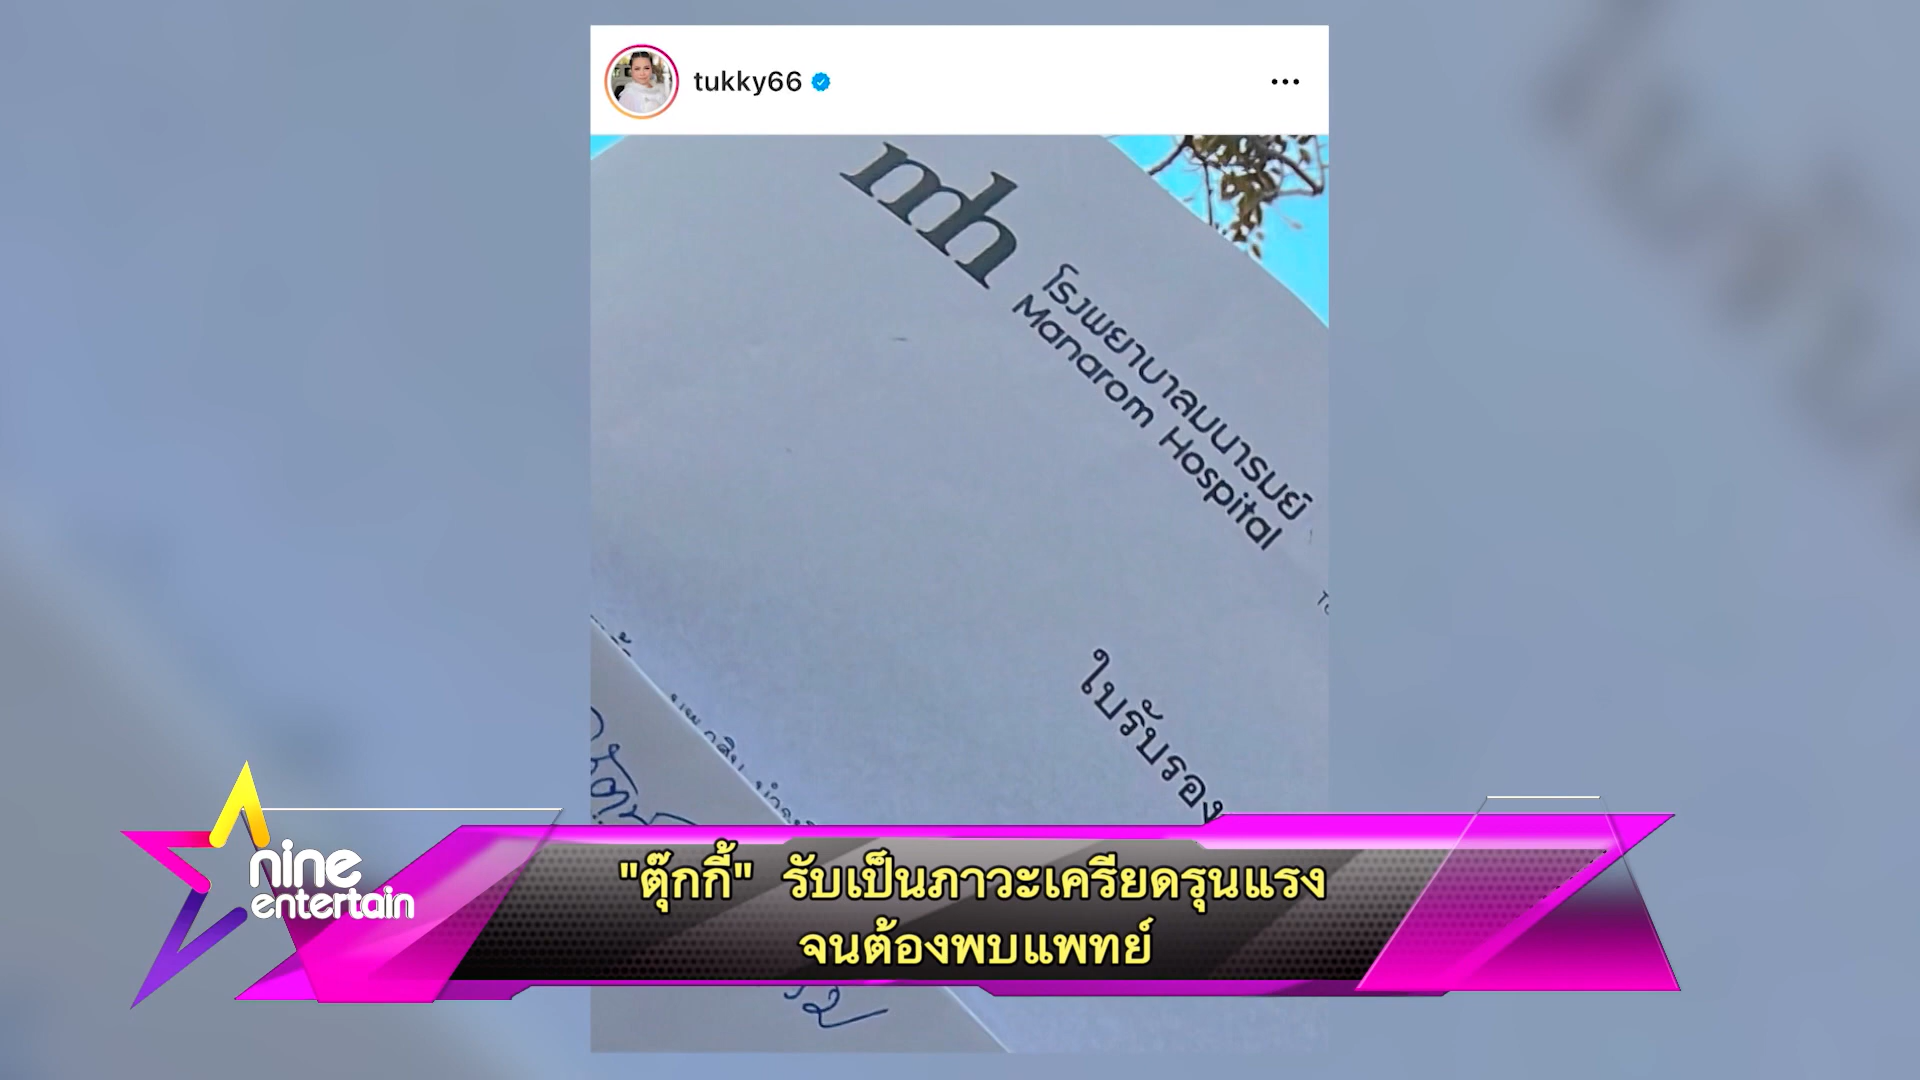 tukky66
mh
โรงพยาบาลมนารมย์
Manarom Hospital
ใบรับรอง
nine
entertain
"ตุ๊กกี้" รับเป็นภาวะเครียดรุนแรง
จนต้องพบแพทย์